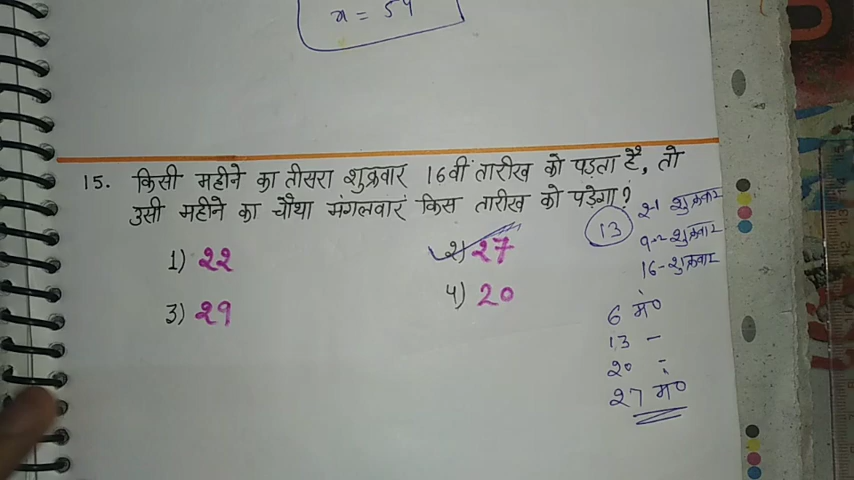 x = 54
15. किसी महीने का तीसरा शुक्रवार 16वीं तारीख को पड़ता है, तो
उसी महीने का चौथा मंगलवार किस तारीख को पड़ेगा?
1) 22
2) 27
3) 29
4) 20
13
2-1 शुक्रवार
9-2 शुक्रवार
16-शुक्रवार
6 मं०
13 -
20 -
27 मं०